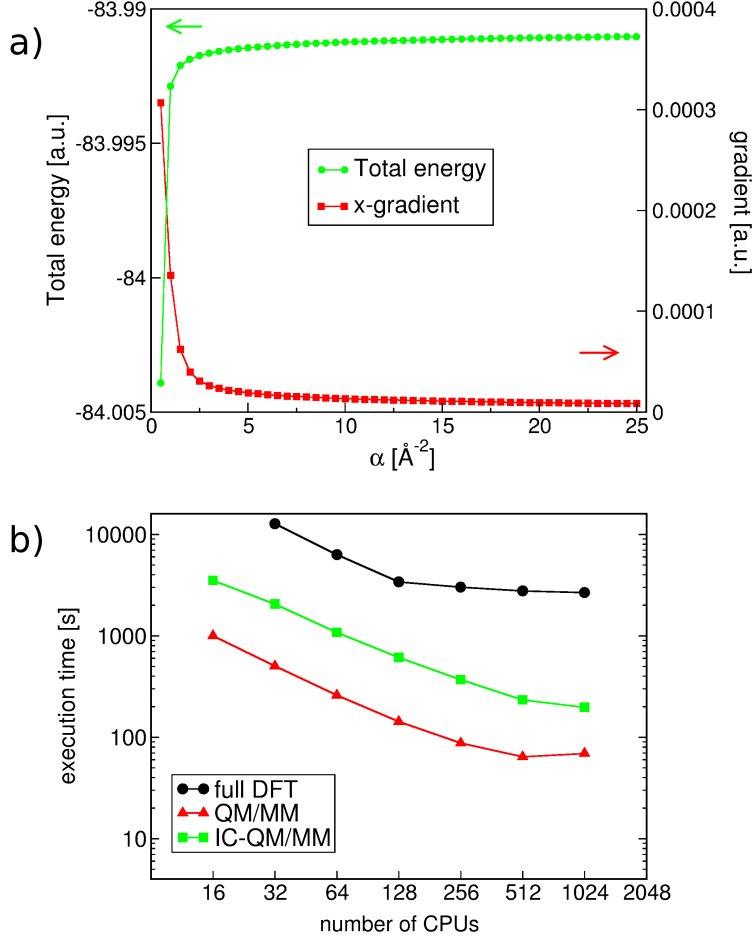 a)
-83.99
-83.995
-84
-84.005
Total energy [a.u.]
0.0004
0.0003
0.0002
0.0001
0
gradient [a.u.]
Total energy
x-gradient
0 5 10 15 20 25
α [Å⁻²]
b)
10000
1000
100
10
execution time [s]
full DFT
QM/MM
IC-QM/MM
16 32 64 128 256 512 1024 2048
number of CPUs